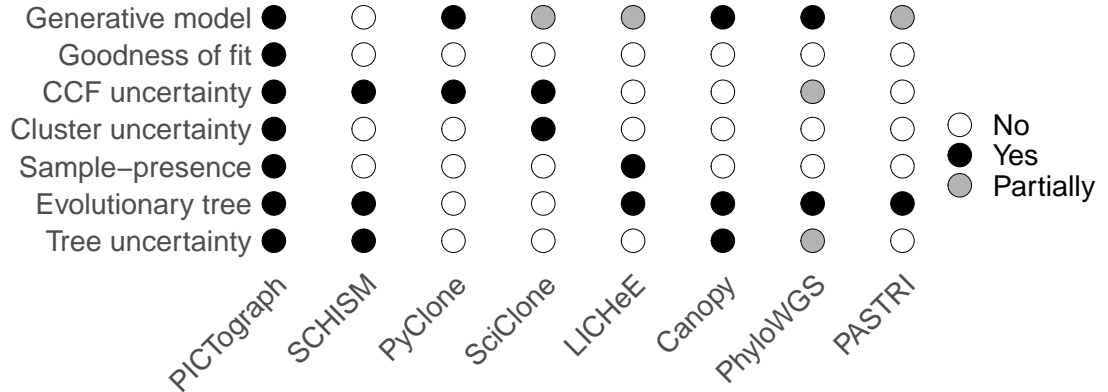 Generative model
Goodness of fit
CCF uncertainty
Cluster uncertainty
Sample−presence
Evolutionary tree
Tree uncertainty
No
Yes
Partially
PICTograph
SCHISM
PyClone
SciClone
LICHeE
Canopy
PhyloWGS
PASTRI